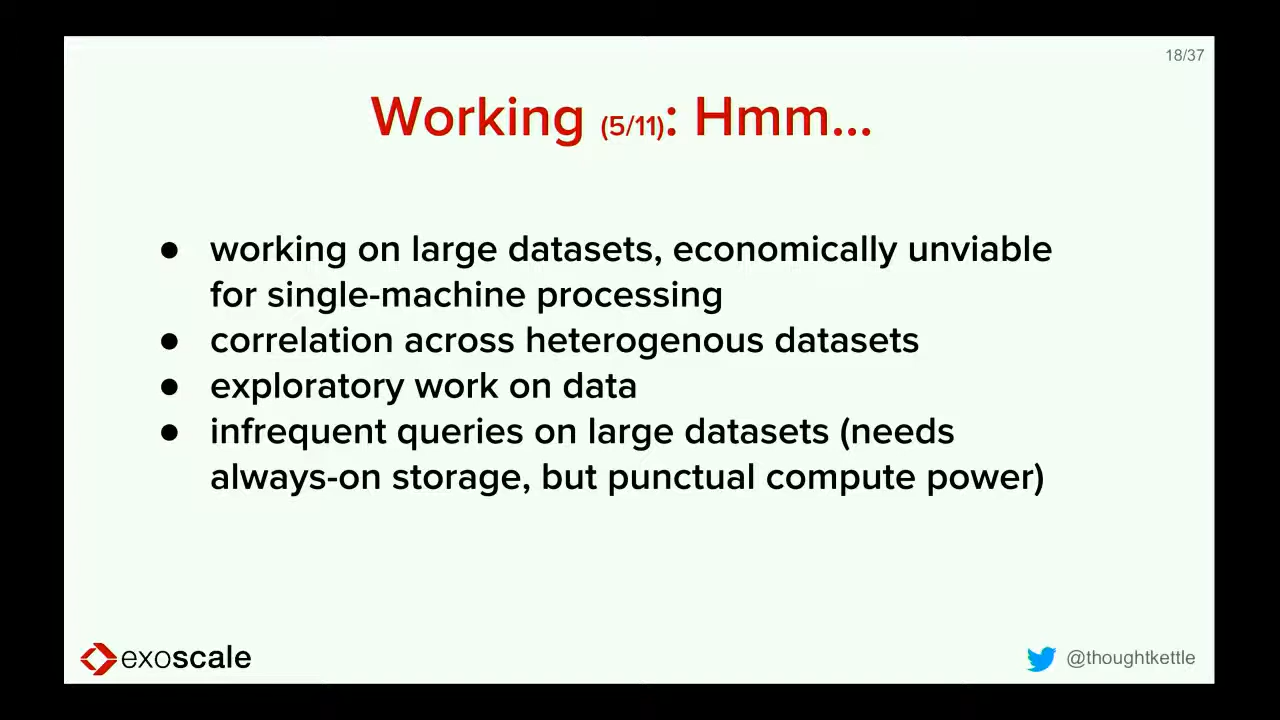 18/37
Working (5/11): Hmm...
● working on large datasets, economically unviable
for single-machine processing
● correlation across heterogenous datasets
● exploratory work on data
● infrequent queries on large datasets (needs
always-on storage, but punctual compute power)
exoscale
@thoughtkettle